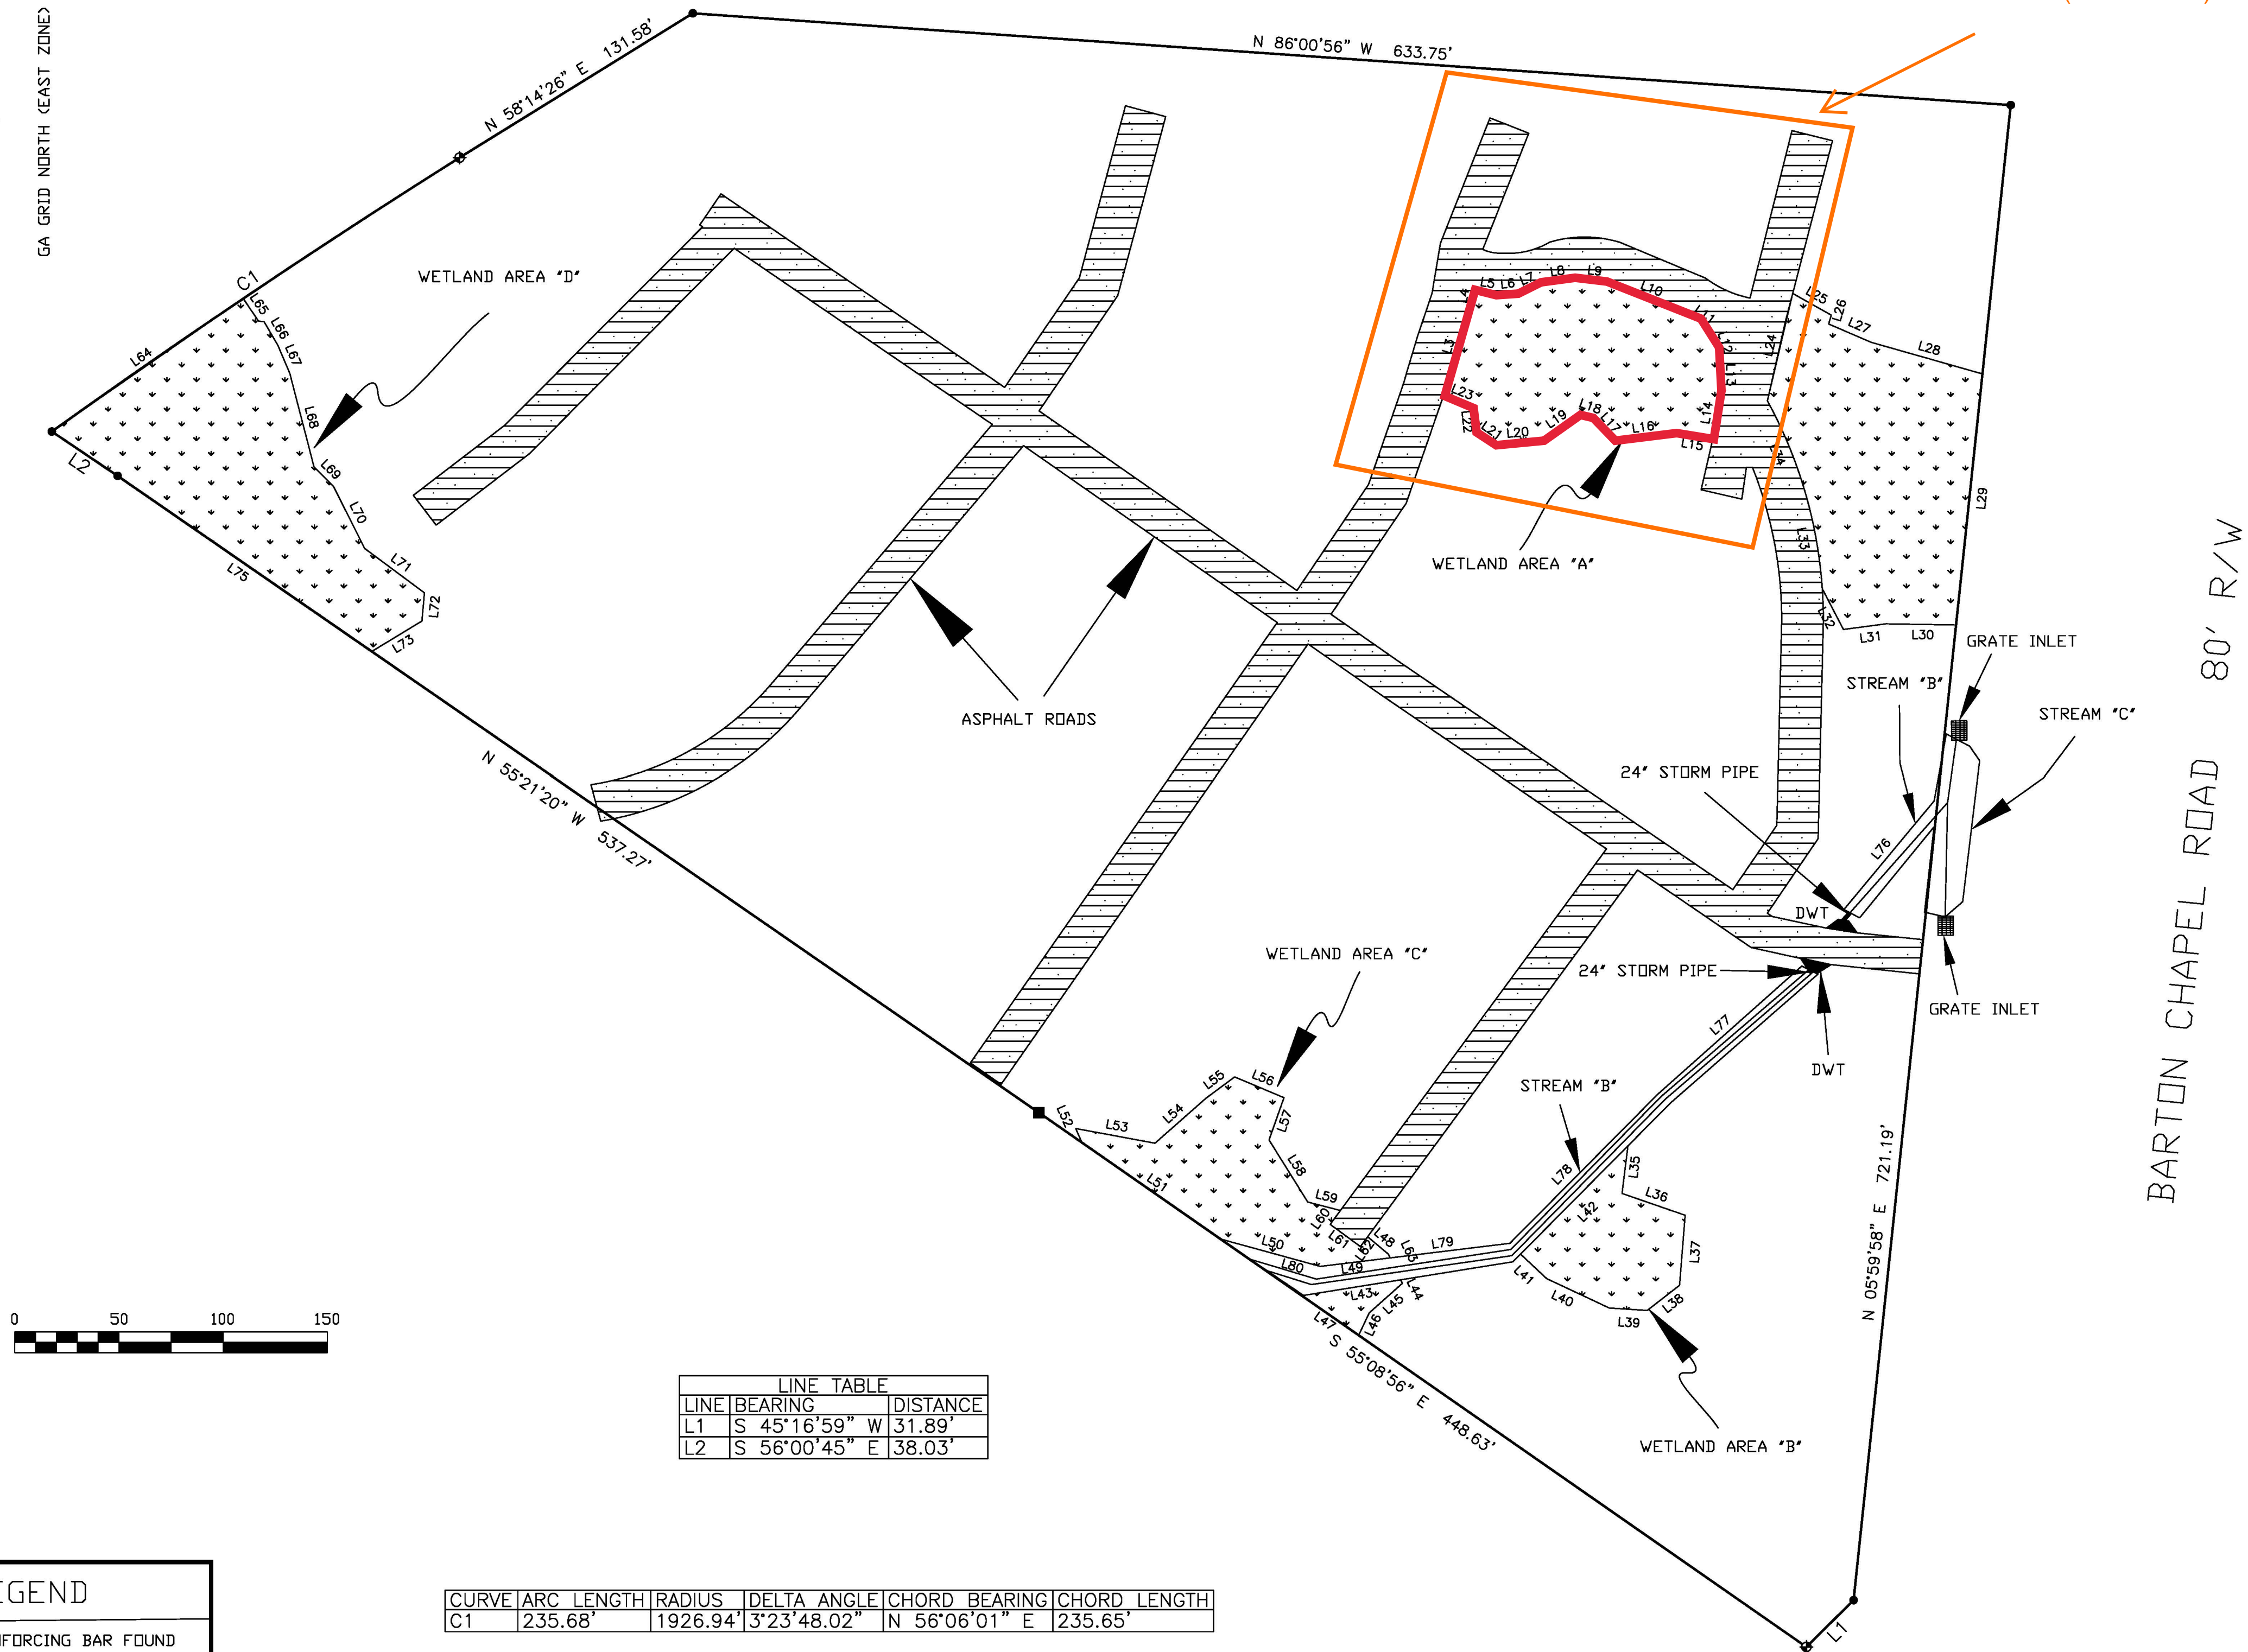 GA GRID NORTH (EAST ZONE)
N 58°14'26" E 131.58'
N 86°00'56" W 633.75'
C1
L64
L65
L66
L67
L68
L69
L70
L71
L72
L73
L75
L2
WETLAND AREA "D"
L3
L4
L5
L6
L7
L8
L9
L10
L11
L12
L13
L14
L15
L16
L17
L18
L19
L20
L21
L22
L23
WETLAND AREA "A"
L24
L25
L26
L27
L28
L29
L30
L31
L32
L33
L34
ASPHALT ROADS
N 55°21'20" W 537.27'
GRATE INLET
STREAM "B"
STREAM "C"
24" STORM PIPE
L76
DWT
24" STORM PIPE
GRATE INLET
DWT
BARTON CHAPEL ROAD 80' R/W
L77
STREAM "B"
L78
L79
L80
WETLAND AREA "C"
L52
L53
L54
L55
L56
L57
L58
L59
L60
L61
L62
L48
L63
L51
L50
L49
L43
L44
L45
L46
L47
L35
L36
L37
L38
L39
L40
L41
L42
WETLAND AREA "B"
S 55°08'56" E 448.63'
N 05°59'58" E 721.19'
L1
0 50 100 150
LINE TABLE
LINE BEARING DISTANCE
L1 S 45°16'59" W 31.89'
L2 S 56°00'45" E 38.03'
CURVE ARC LENGTH RADIUS DELTA ANGLE CHORD BEARING CHORD LENGTH
C1 235.68' 1926.94' 3°23'48.02" N 56°06'01" E 235.65'
EGEND
NFORCING BAR FOUND